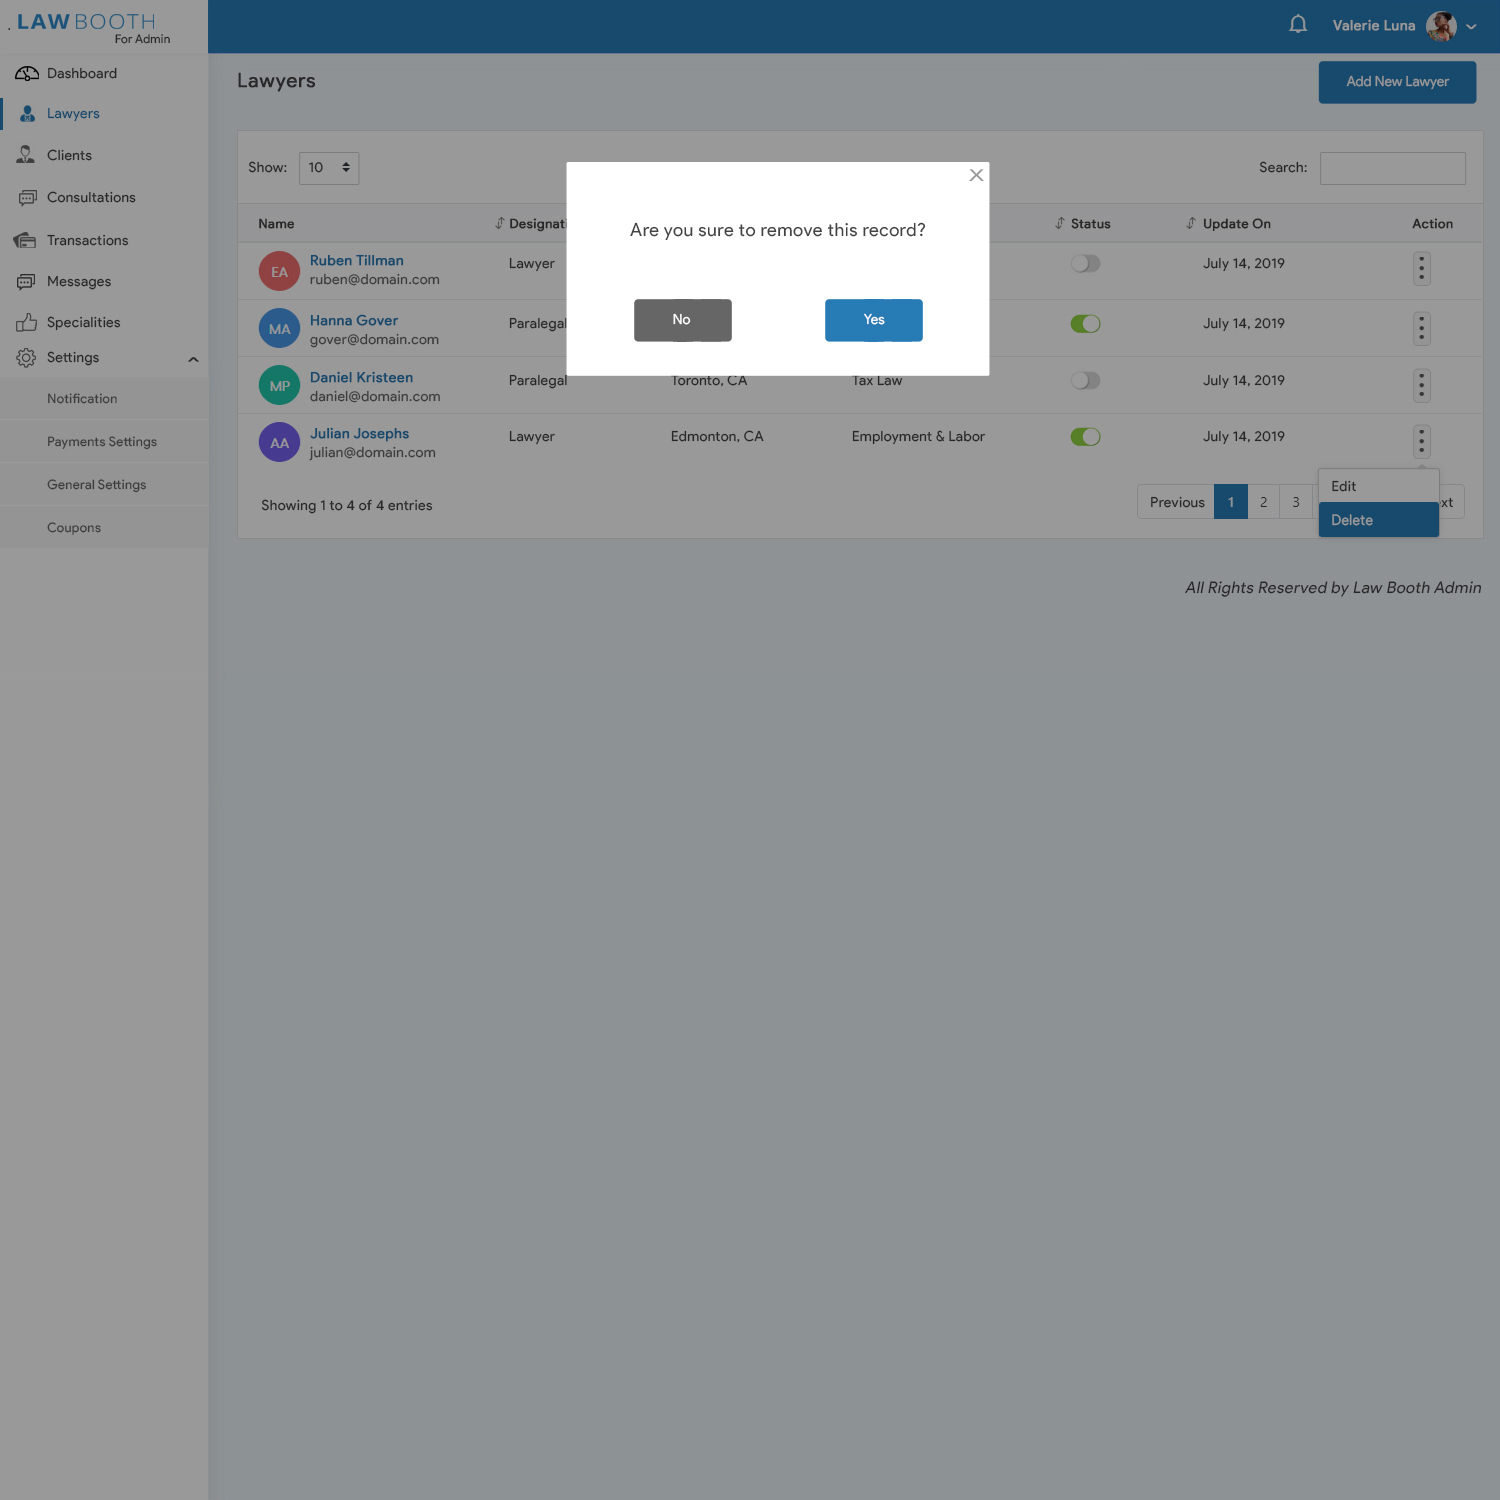 LAW BOOTH
For Admin
Valerie Luna
Dashboard
Lawyers
Clients
Consultations
Transactions
Messages
Specialities
Settings
Notification
Payments Settings
General Settings
Coupons
Lawyers
Add New Lawyer
Show: 10
Search:
Name Designati Status Update On Action
EA Ruben Tillman Lawyer July 14, 2019
ruben@domain.com
MA Hanna Gover Paralegal July 14, 2019
gover@domain.com
MP Daniel Kristeen Paralegal Toronto, CA Tax Law July 14, 2019
daniel@domain.com
AA Julian Josephs Lawyer Edmonton, CA Employment & Labor July 14, 2019
julian@domain.com
Showing 1 to 4 of 4 entries
Previous 1 2 3 xt
Edit
Delete
Are you sure to remove this record?
No Yes
All Rights Reserved by Law Booth Admin